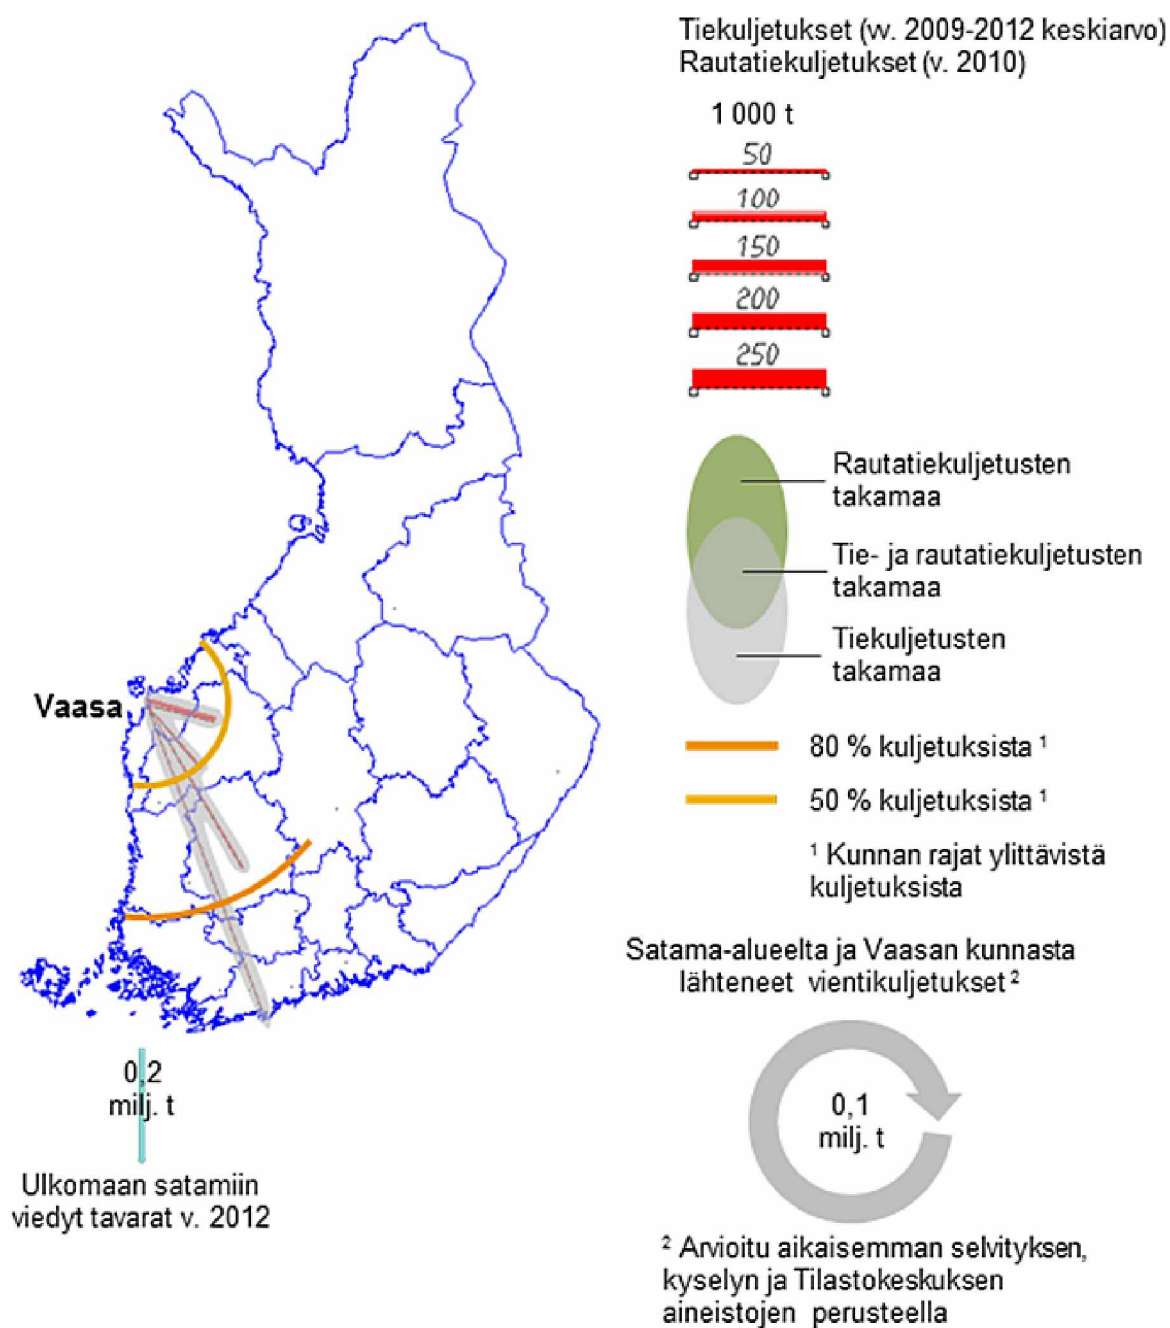 Tiekuljetukset (vv. 2009-2012 keskiarvo)
Rautatiekuljetukset (v. 2010)
1 000 t
50
100
150
200
250
Rautatiekuljetusten
takamaa
Tie- ja rautatiekuljetusten
takamaa
Tiekuljetusten
takamaa
Vaasa
80 % kuljetuksista ¹
50 % kuljetuksista ¹
¹ Kunnan rajat ylittävistä
kuljetuksista
Satama-alueelta ja Vaasan kunnasta
lähteneet vientikuljetukset ²
0,2
milj. t
0,1
milj. t
Ulkomaan satamiin
viedyt tavarat v. 2012
² Arvioitu aikaisemman selvityksen,
kyselyn ja Tilastokeskuksen
aineistojen perusteella